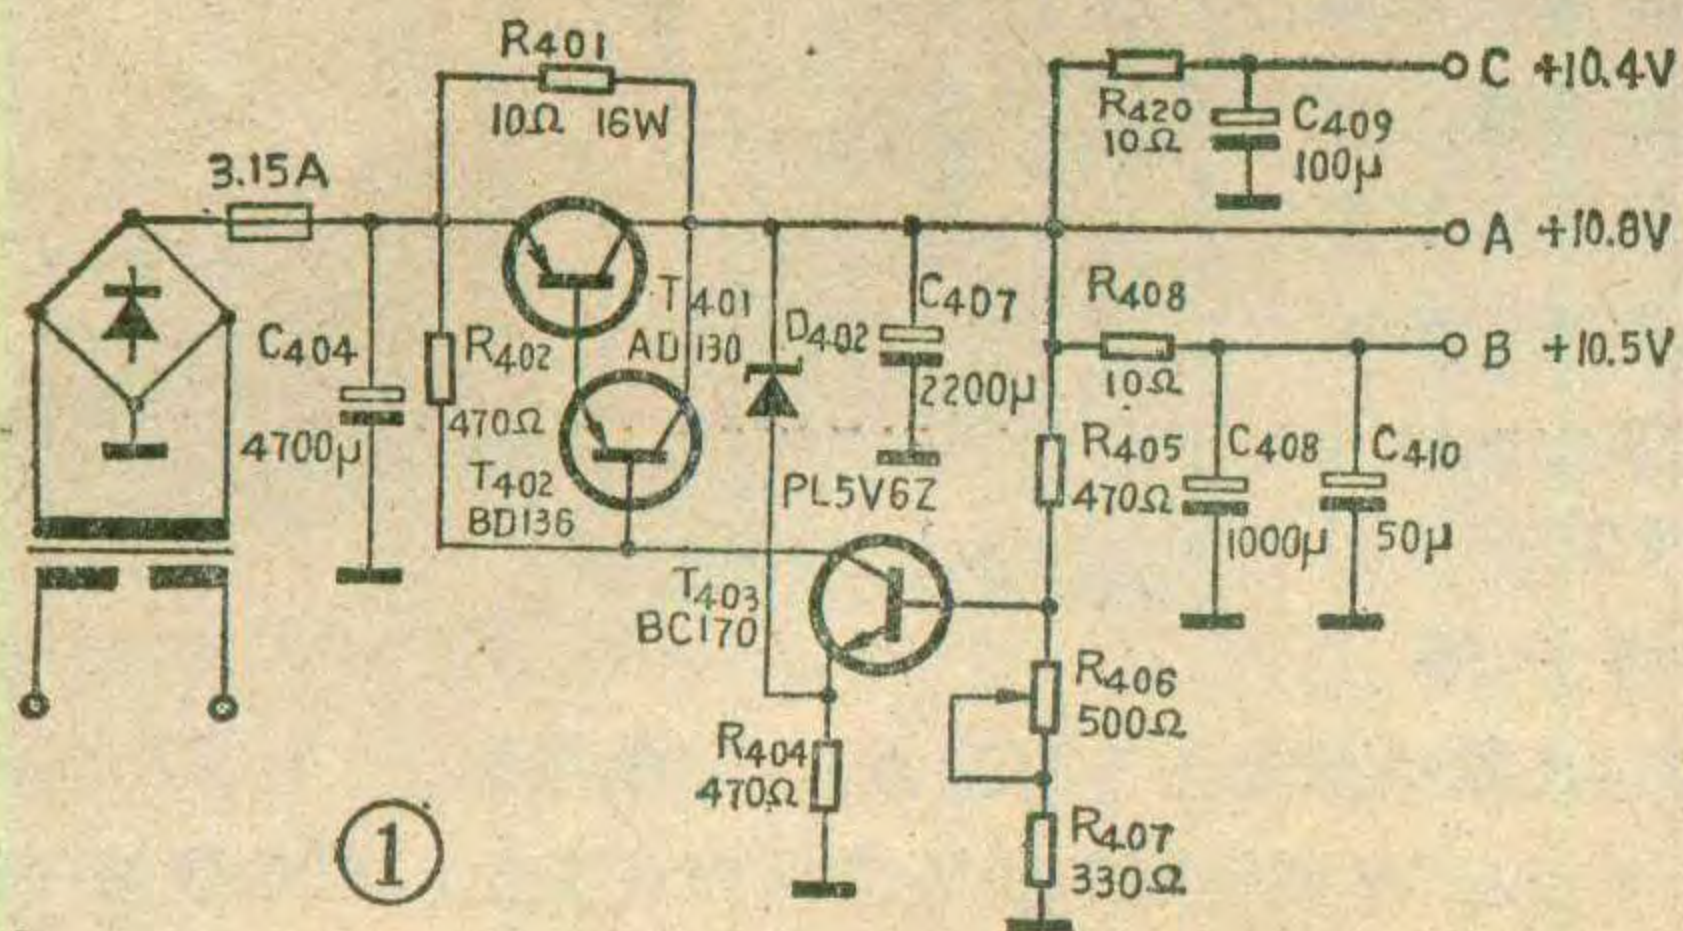 R401
10Ω 16W
3.15A
C404
4700µ
R402
470Ω
T401
AD130
T402
BD136
D402
PL5V6Z
C407
2200µ
R420
10Ω
C409
100µ
C +10.4V
A +10.8V
R408
10Ω
B +10.5V
R405
470Ω
C408
1000µ
C410
50µ
T403
BC170
R404
470Ω
R406
500Ω
R407
330Ω
1